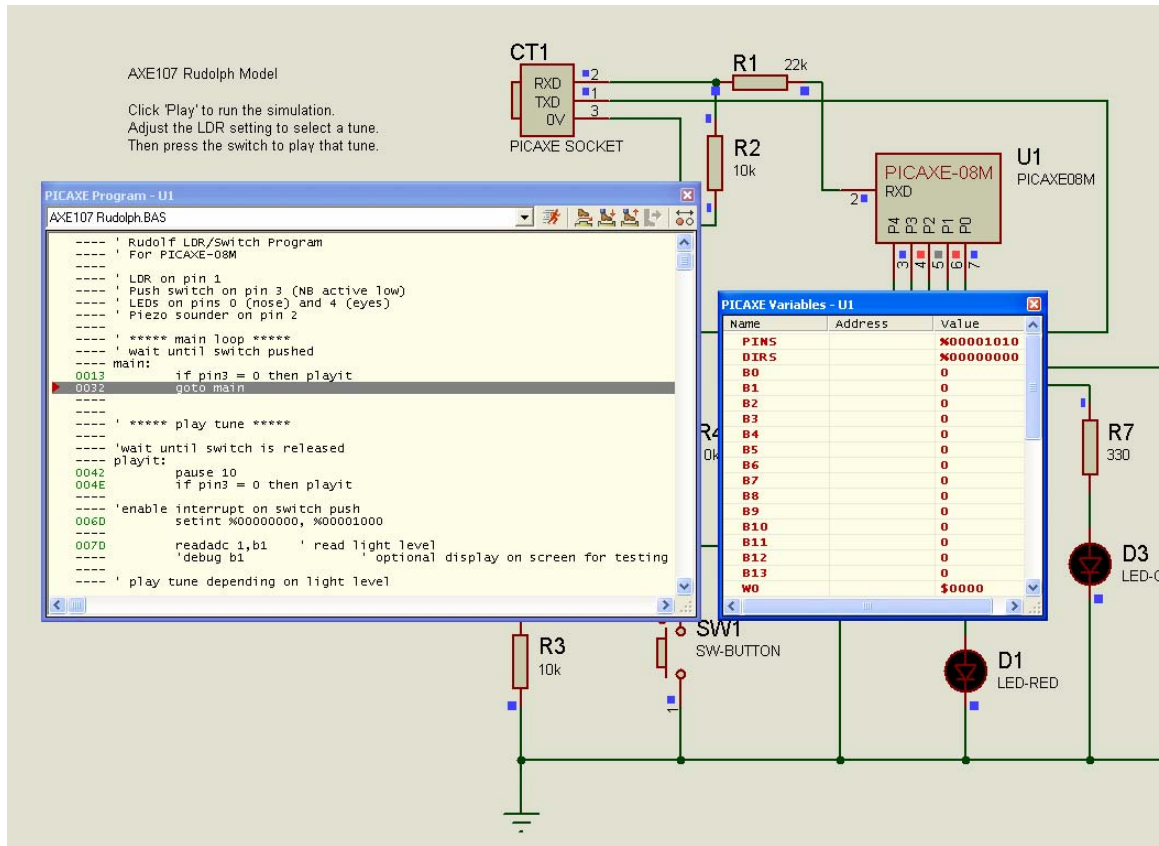 AXE107 Rudolph Model
Click 'Play' to run the simulation.
Adjust the LDR setting to select a tune.
Then press the switch to play that tune.
CT1
RXD
TXD
0V
2
1
3
PICAXE SOCKET
R1
22k
R2
10k
U1
PICAXE08M
PICAXE-08M
RXD
2
P4
P3
P2
P1
P0
3
4
5
6
7
PICAXE Program - U1
AXE107 Rudolph.BAS
---- ' Rudolf LDR/Switch Program
---- ' For PICAXE-08M
----
---- ' LDR on pin 1
---- ' Push switch on pin 3 (NB active low)
---- ' LEDs on pins 0 (nose) and 4 (eyes)
---- ' Piezo sounder on pin 2
----
---- ' ***** main loop *****
---- ' wait until switch pushed
---- main:
0013 if pin3 = 0 then playit
0032 goto main
----
----
---- ' ***** play tune *****
----
---- 'wait until switch is released
---- playit:
0042 pause 10
004E if pin3 = 0 then playit
----
---- 'enable interrupt on switch push
006D setint %00000000, %00001000
----
007D readadc 1,b1 ' read light level
---- 'debug b1 ' optional display on screen for testing
----
---- ' play tune depending on light level
PICAXE Variables - U1
Name Address Value
PINS %00001010
DIRS %00000000
B0 0
B1 0
B2 0
B3 0
B4 0
B5 0
B6 0
B7 0
B8 0
B9 0
B10 0
B11 0
B12 0
B13 0
W0 $0000
R7
330
D3
R3
10k
SW1
SW-BUTTON
1
D1
LED-RED